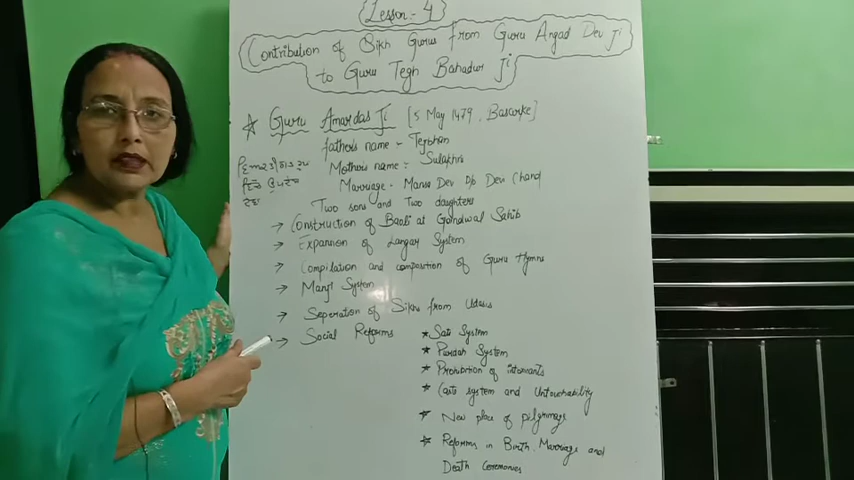 Lesson - 4
Contribution of Sikh Gurus from Guru Angad Dev Ji
to Guru Tegh Bahadur Ji
* Guru Amardas Ji [5 May 1479, Basarke]
father's name - Tejbhan
Mother's name - Sulakhni
Marriage - Mansa Devi D/o Devi Chand
Two sons and Two daughters
→ Construction of Baoli at Goindwal Sahib
→ Expansion of Langar System
→ Compilation and composition of Guru Hymns
→ Manji System
→ Seperation of Sikhs from Udasis
→ Social Reforms
* Sati System
* Pardah System
* Prohibition of
* Caste System and Untouchability
* New place of pilgrimage
* Reforms in Birth, Marriage and
Death Ceremonies